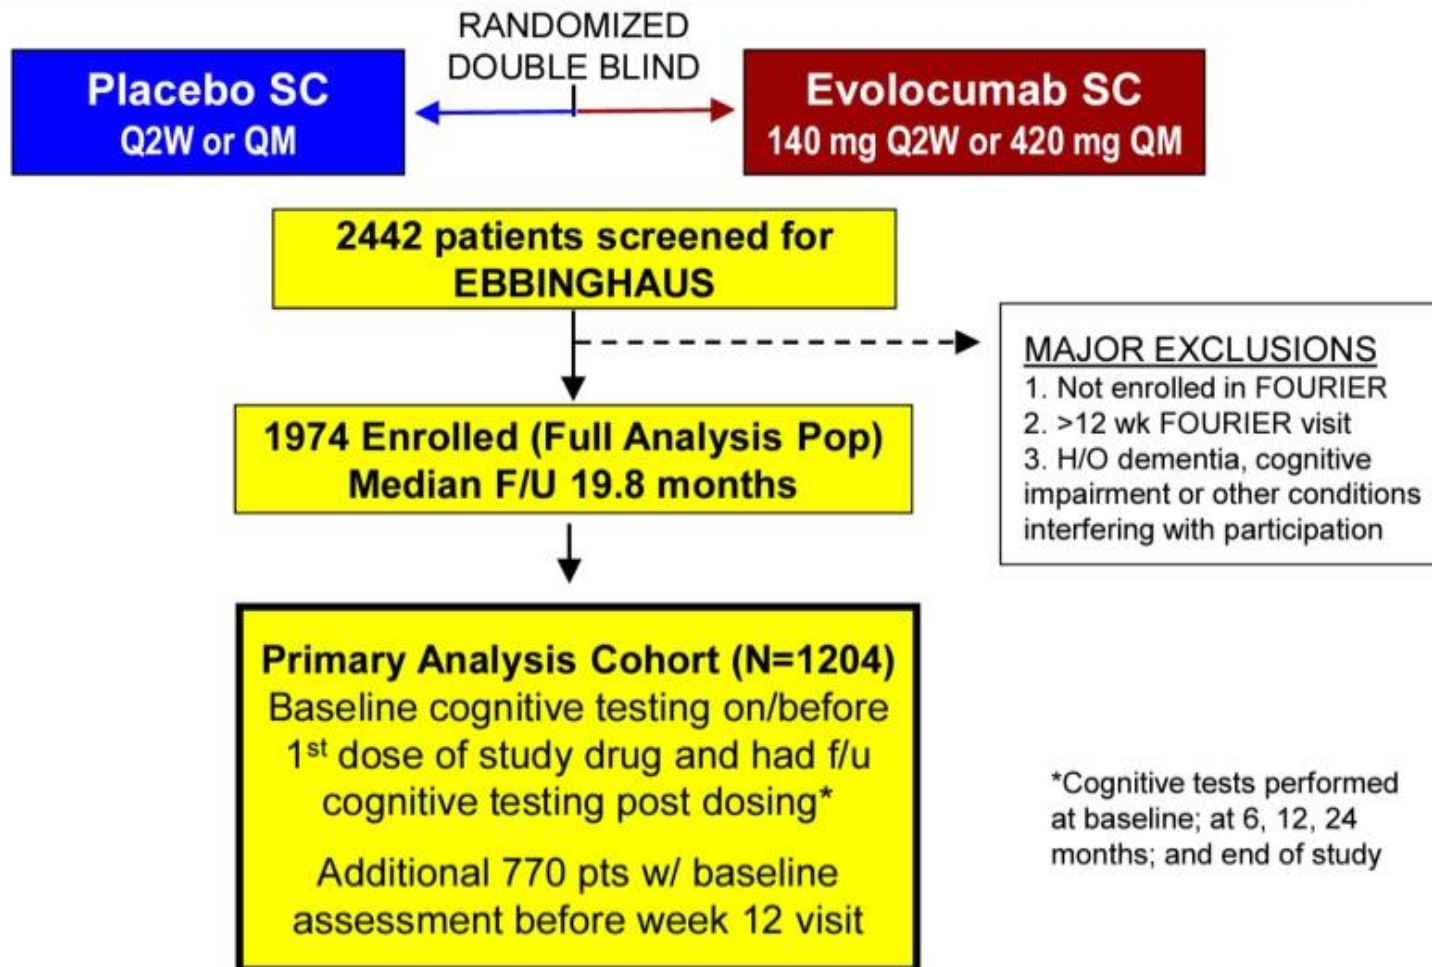 RANDOMIZED
DOUBLE BLIND
Placebo SC
Q2W or QM
Evolocumab SC
140 mg Q2W or 420 mg QM
2442 patients screened for
EBBINGHAUS
MAJOR EXCLUSIONS
1. Not enrolled in FOURIER
2. >12 wk FOURIER visit
3. H/O dementia, cognitive
impairment or other conditions
interfering with participation
1974 Enrolled (Full Analysis Pop)
Median F/U 19.8 months
Primary Analysis Cohort (N=1204)
Baseline cognitive testing on/before
1st dose of study drug and had f/u
cognitive testing post dosing*
Additional 770 pts w/ baseline
assessment before week 12 visit
*Cognitive tests performed
at baseline; at 6, 12, 24
months; and end of study